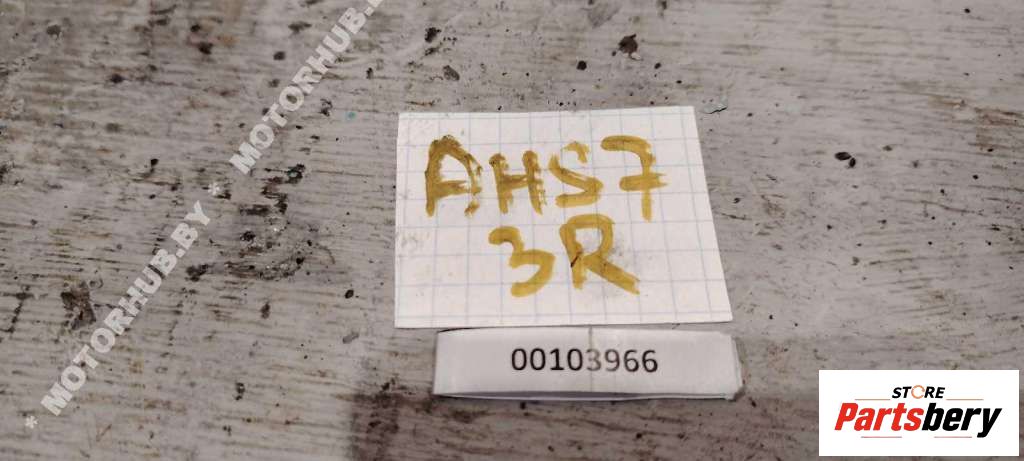 * MOTORHUB.BY * MOTORHUB.BY
AHS7
3R
00103966
STORE
Partsbery